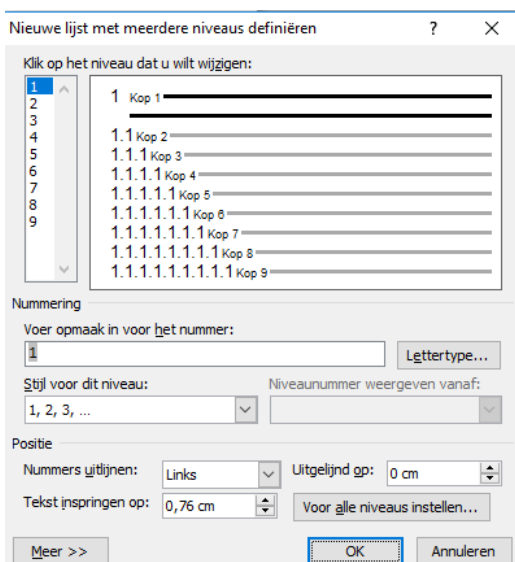 Nieuwe lijst met meerdere niveaus definiëren ? ×
Klik op het niveau dat u wilt wijzigen:
1
2
3
4
5
6
7
8
9
1 Kop 1
1.1 Kop 2
1.1.1 Kop 3
1.1.1.1 Kop 4
1.1.1.1.1 Kop 5
1.1.1.1.1.1 Kop 6
1.1.1.1.1.1.1 Kop 7
1.1.1.1.1.1.1.1 Kop 8
1.1.1.1.1.1.1.1.1 Kop 9
Nummering
Voer opmaak in voor het nummer:
1 Lettertype...
Stijl voor dit niveau: Niveaunummer weergeven vanaf:
1, 2, 3, ...
Positie
Nummers uitlijnen: Links Uitgelijnd op: 0 cm
Tekst inspringen op: 0,76 cm Voor alle niveaus instellen...
Meer >> OK Annuleren